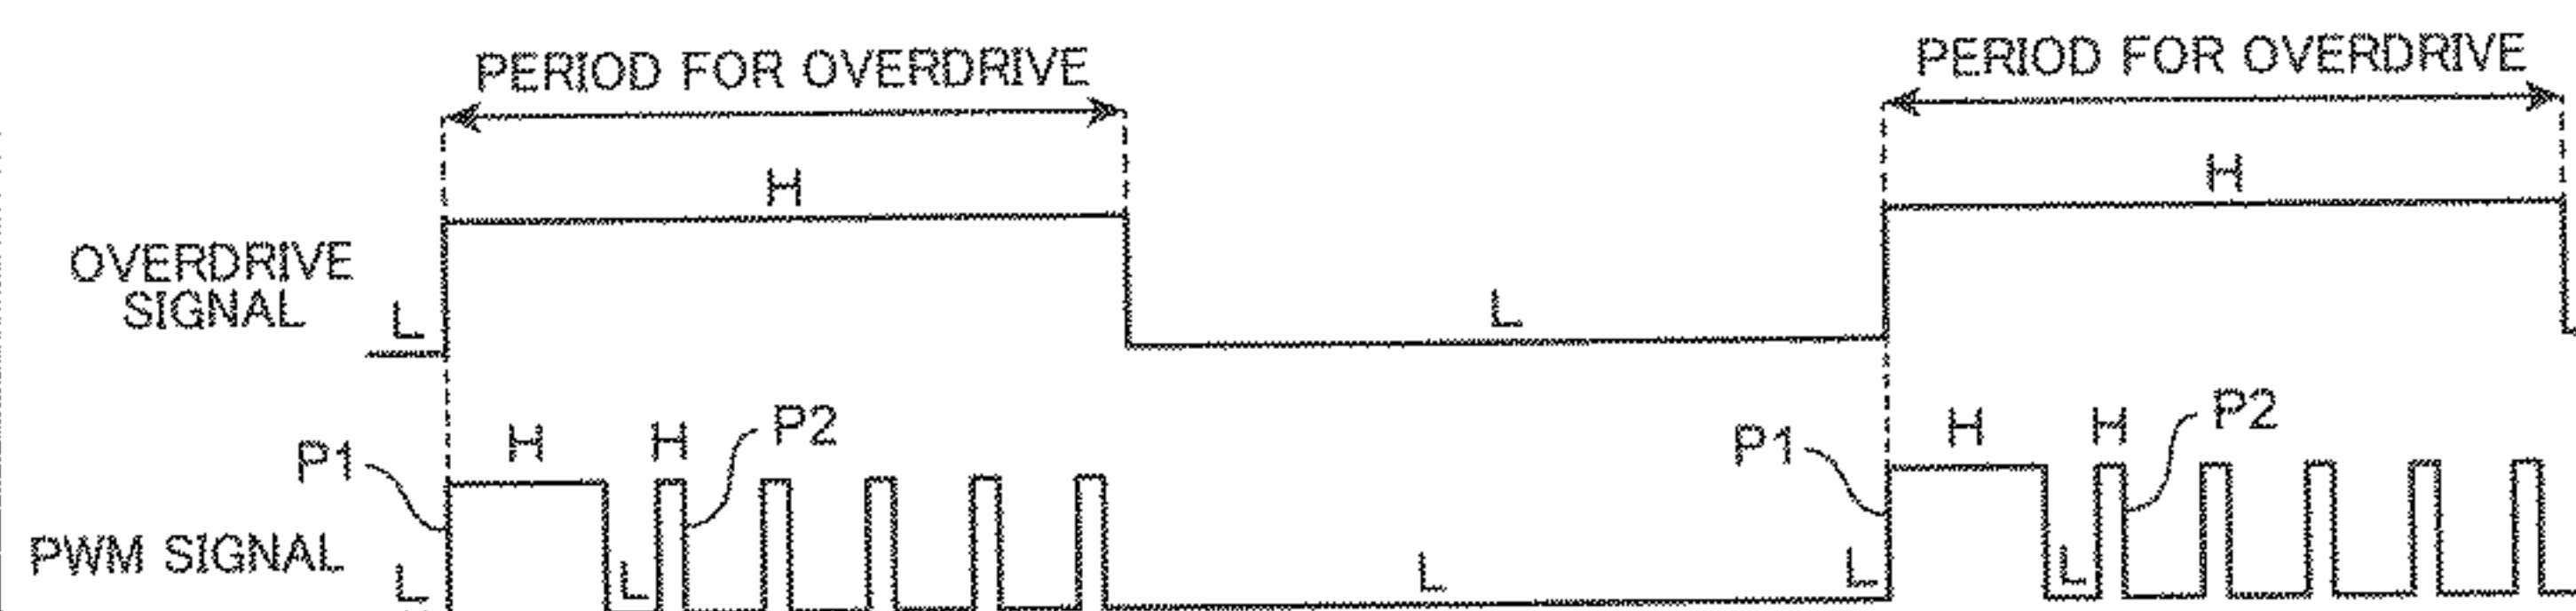 PERIOD FOR OVERDRIVE
PERIOD FOR OVERDRIVE
H
H
OVERDRIVE
SIGNAL
L
L
P1
H
H
P2
P1
H
H
P2
PWM SIGNAL
L
L
L
L
L